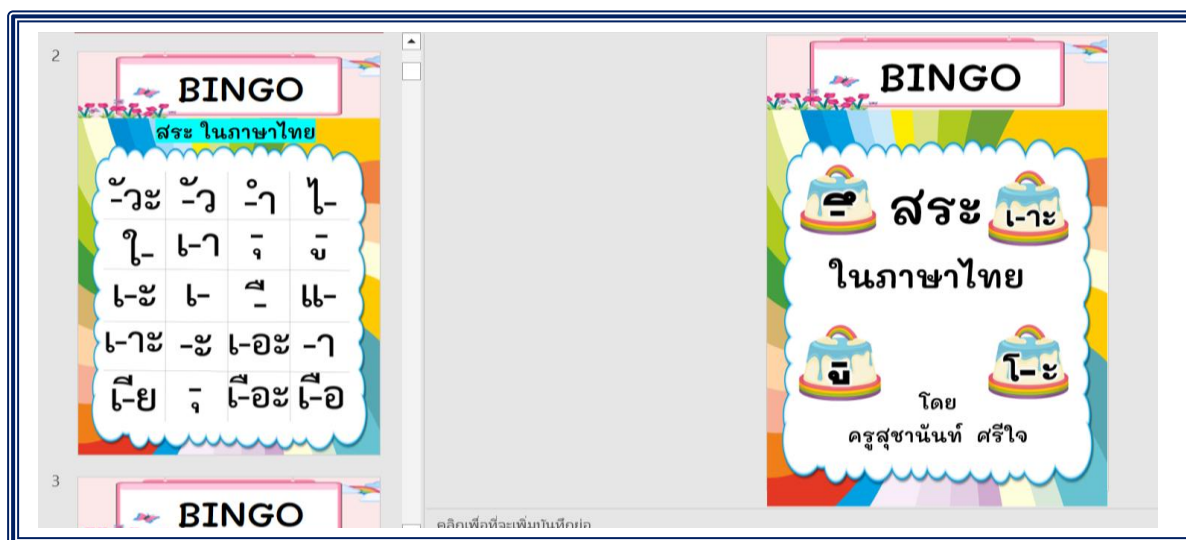 2
BINGO
สระ ในภาษาไทย
-ัวะ -ัว -ำ ไ-
ใ- เ-า -ุ -ู
เ-ะ เ- -ื แ-
เ-าะ -ะ เ-อะ -า
เ-ีย -ุ เ-ือะ เ-ือ
3
BINGO
BINGO
-ึ สระ เ-าะ
ในภาษาไทย
-ู โ-ะ
โดย
ครูสุชานันท์ ศรีใจ
คลิกเพื่อที่จะเพิ่มบันทึกย่อ